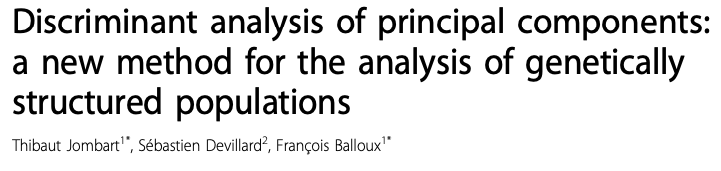 Discriminant analysis of principal components:
a new method for the analysis of genetically
structured populations
Thibaut Jombart1*, Sébastien Devillard2, François Balloux1*